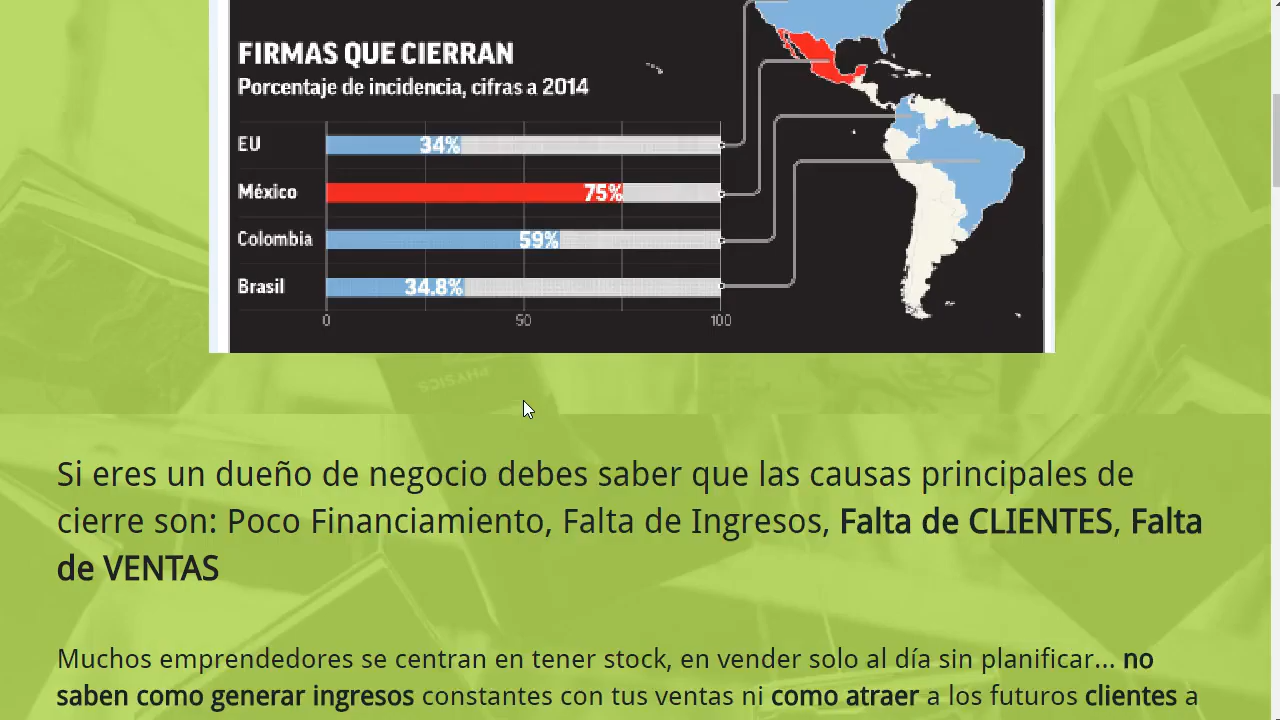 FIRMAS QUE CIERRAN
Porcentaje de incidencia, cifras a 2014
EU 34%
México 75%
Colombia 59%
Brasil 34.8%
0 50 100
PHYSICS
Si eres un dueño de negocio debes saber que las causas principales de
cierre son: Poco Financiamiento, Falta de Ingresos, Falta de CLIENTES, Falta
de VENTAS
Muchos emprendedores se centran en tener stock, en vender solo al día sin planificar... no
saben como generar ingresos constantes con tus ventas ni como atraer a los futuros clientes a